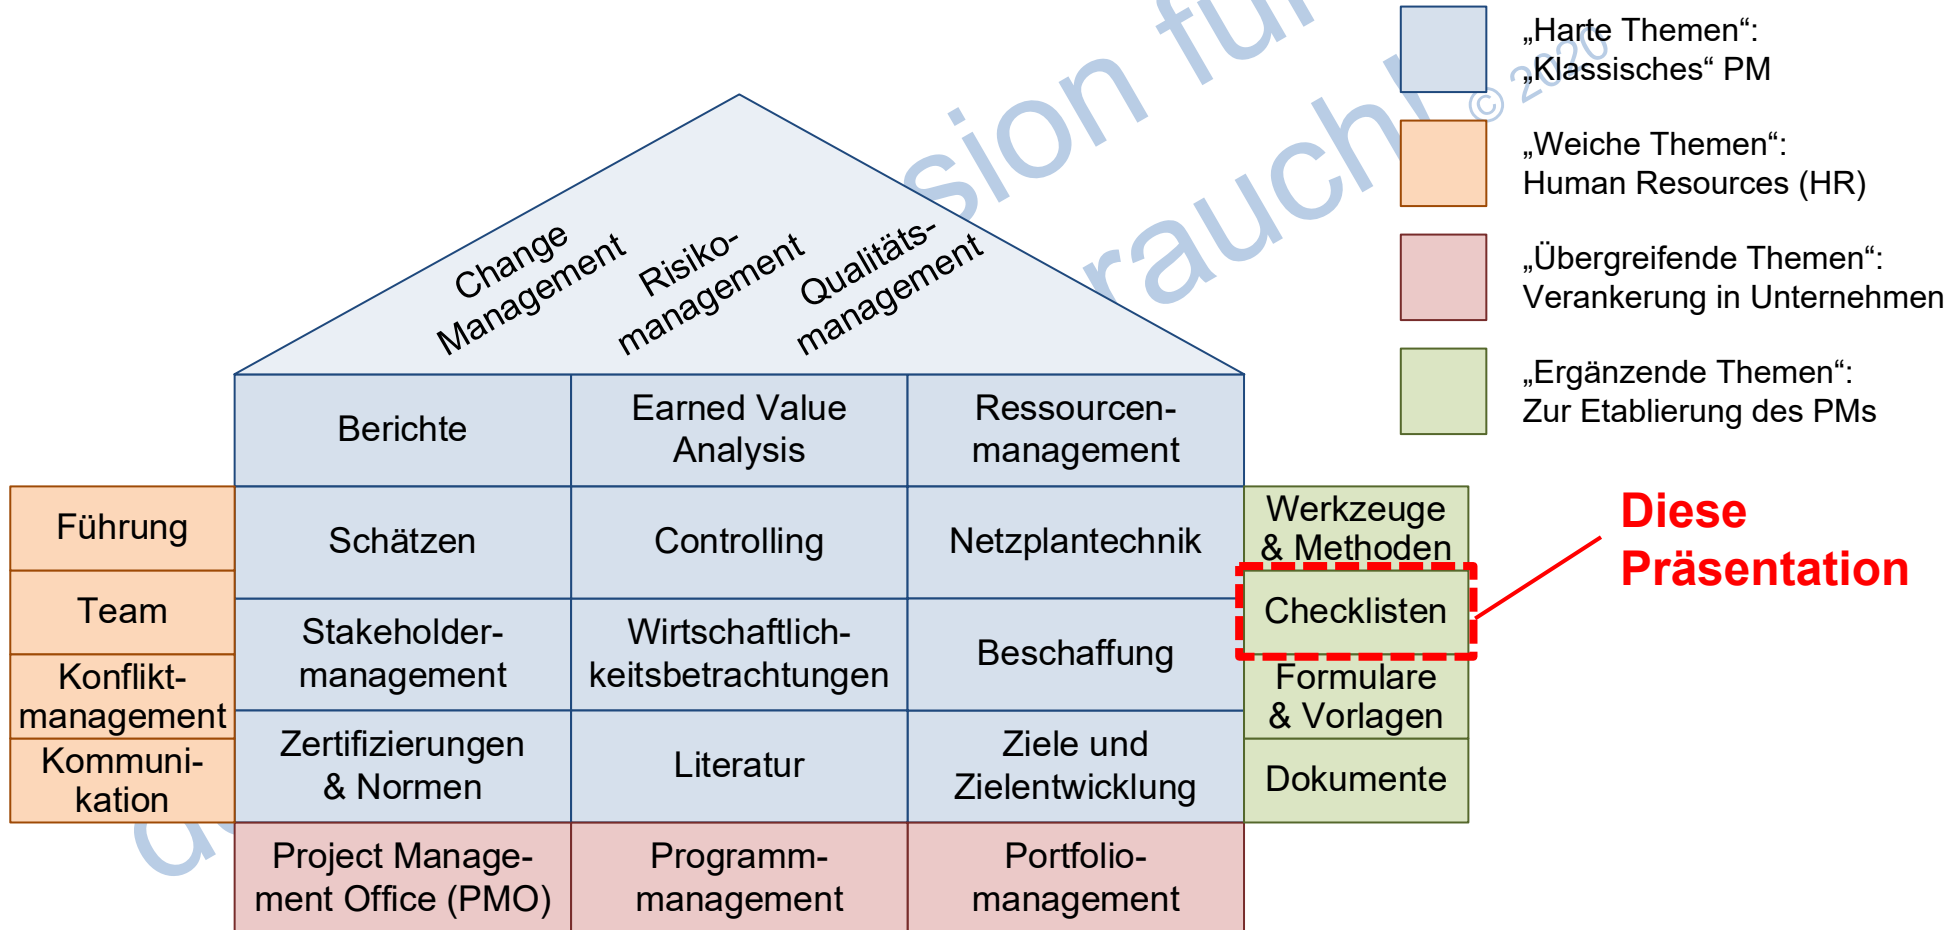 „Harte Themen“:
„Klassisches“ PM
© 2020
„Weiche Themen“:
Human Resources (HR)
„Übergreifende Themen“:
Verankerung in Unternehmen
„Ergänzende Themen“:
Zur Etablierung des PMs
Change
Management
Risiko-
management
Qualitäts-
management
Berichte
Earned Value
Analysis
Ressourcen-
management
Führung
Schätzen
Controlling
Netzplantechnik
Werkzeuge
& Methoden
Diese
Präsentation
Team
Stakeholder-
management
Wirtschaftlich-
keitsbetrachtungen
Beschaffung
Checklisten
Konflikt-
management
Formulare
& Vorlagen
Kommuni-
kation
Zertifizierungen
& Normen
Literatur
Ziele und
Zielentwicklung
Dokumente
Project Manage-
ment Office (PMO)
Programm-
management
Portfolio-
management